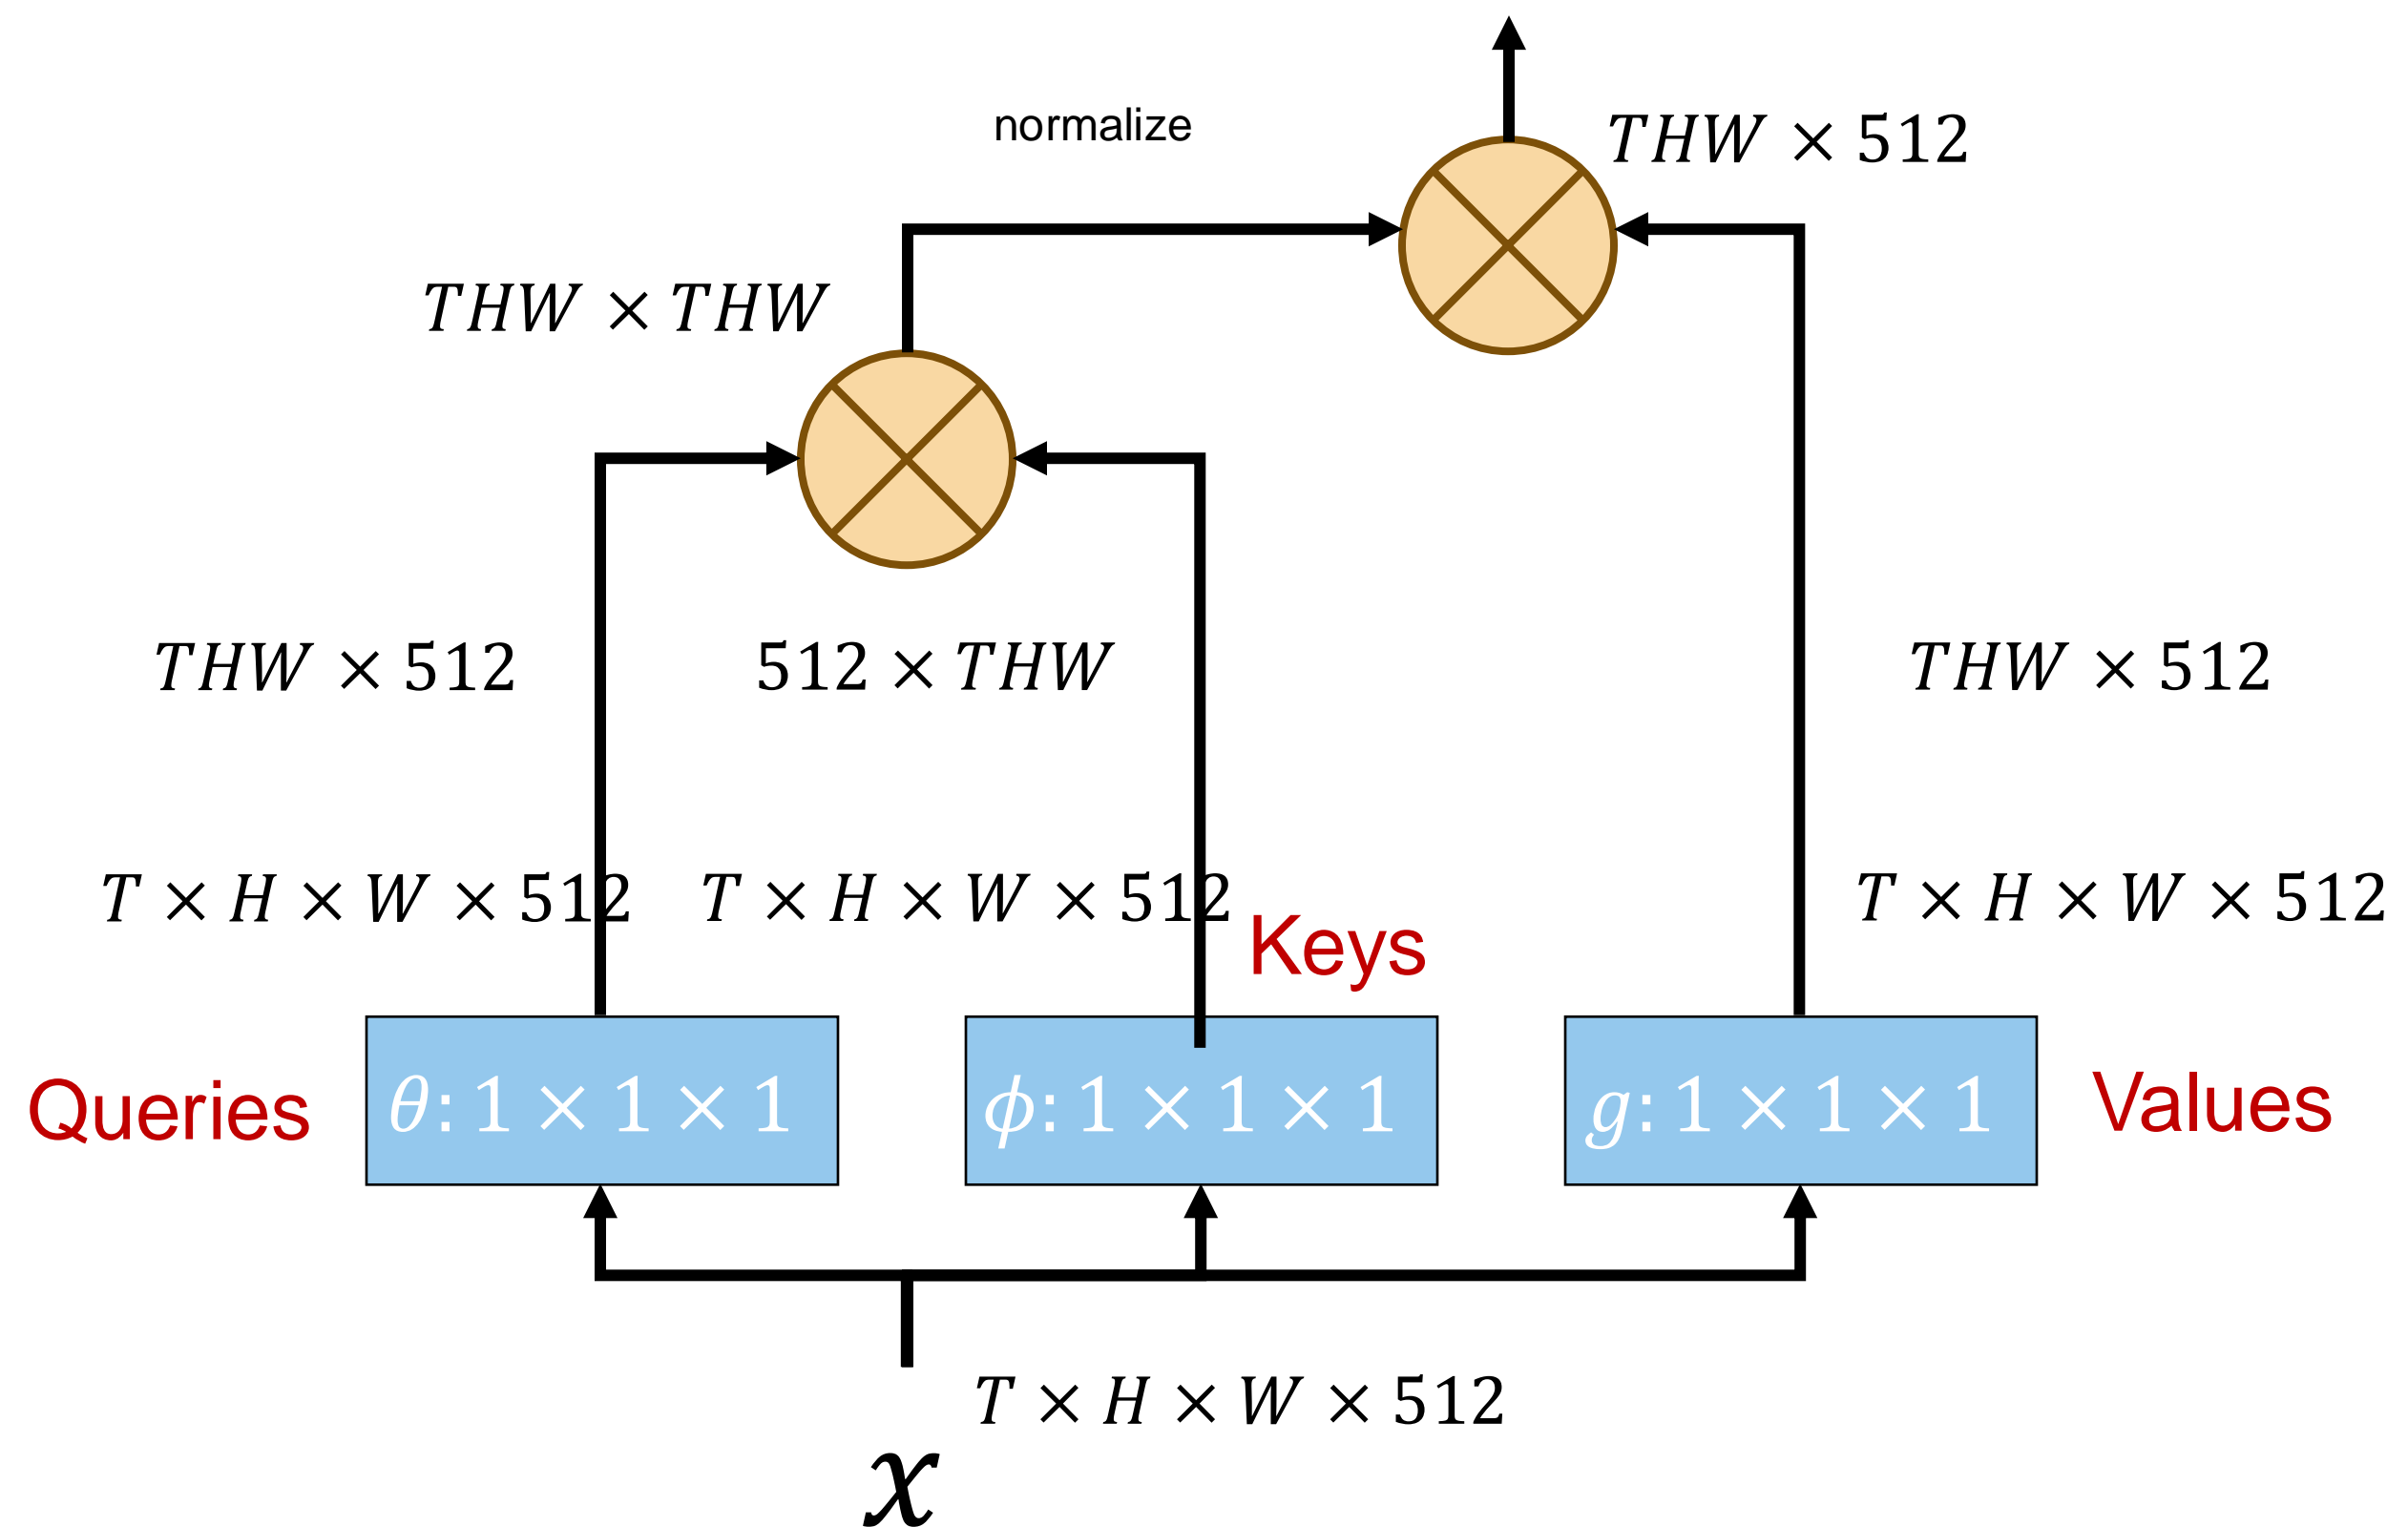 normalize
THW × 512
THW × THW
THW × 512
512 × THW
THW × 512
T × H × W × 512
T × H × W × 512
T × H × W × 512
Keys
Queries
θ: 1 × 1 × 1
ϕ: 1 × 1 × 1
g: 1 × 1 × 1
Values
T × H × W × 512
x